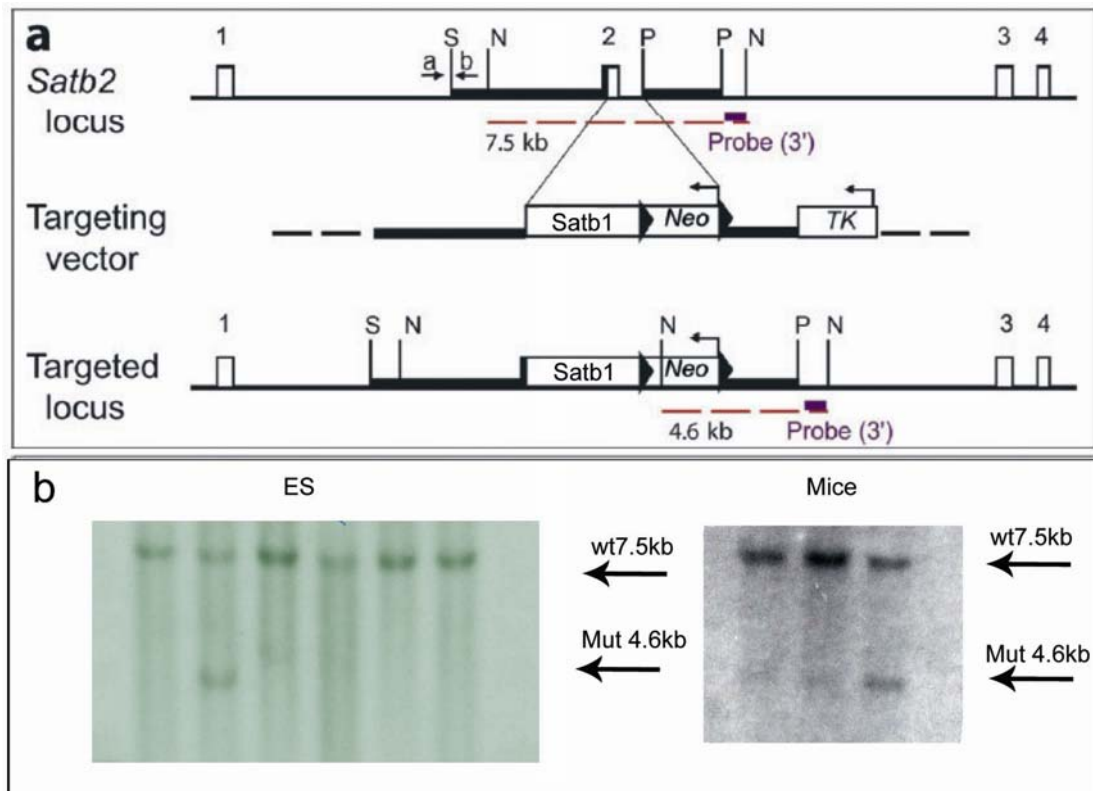 a
1 S N 2 P P N 3 4
a b
Satb2
locus
7.5 kb Probe (3')
Targeting
vector
Satb1 Neo TK
1 S N N P N 3 4
Targeted
locus
Satb1 Neo
4.6 kb Probe (3')
b
ES Mice
wt7.5kb wt7.5kb
Mut 4.6kb Mut 4.6kb